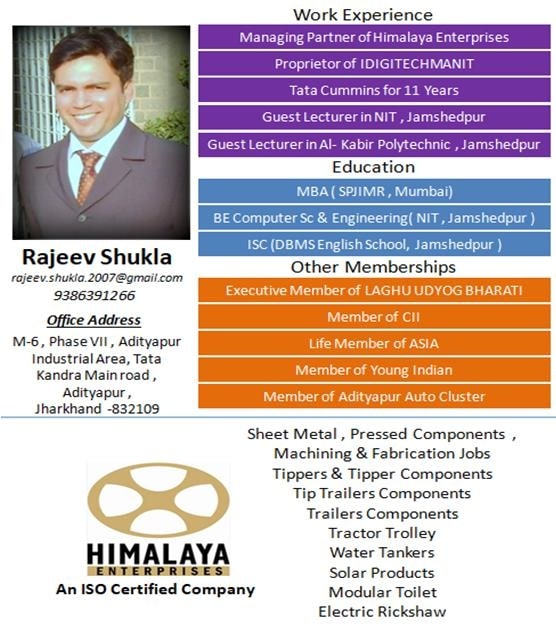 Work Experience
Managing Partner of Himalaya Enterprises
Proprietor of IDIGITECHMANIT
Tata Cummins for 11 Years
Guest Lecturer in NIT , Jamshedpur
Guest Lecturer in Al- Kabir Polytechnic , Jamshedpur
Education
MBA ( SPJIMR , Mumbai)
BE Computer Sc & Engineering( NIT , Jamshedpur )
ISC (DBMS English School, Jamshedpur )
Other Memberships
Executive Member of LAGHU UDYOG BHARATI
Member of CII
Life Member of ASIA
Member of Young Indian
Member of Adityapur Auto Cluster
Rajeev Shukla
rajeev.shukla.2007@gmail.com
9386391266
Office Address
M-6 , Phase VII , Adityapur
Industrial Area, Tata
Kandra Main road ,
Adityapur ,
Jharkhand -832109
HIMALAYA
ENTERPRISES
An ISO Certified Company
Sheet Metal , Pressed Components ,
Machining & Fabrication Jobs
Tippers & Tipper Components
Tip Trailers Components
Trailers Components
Tractor Trolley
Water Tankers
Solar Products
Modular Toilet
Electric Rickshaw